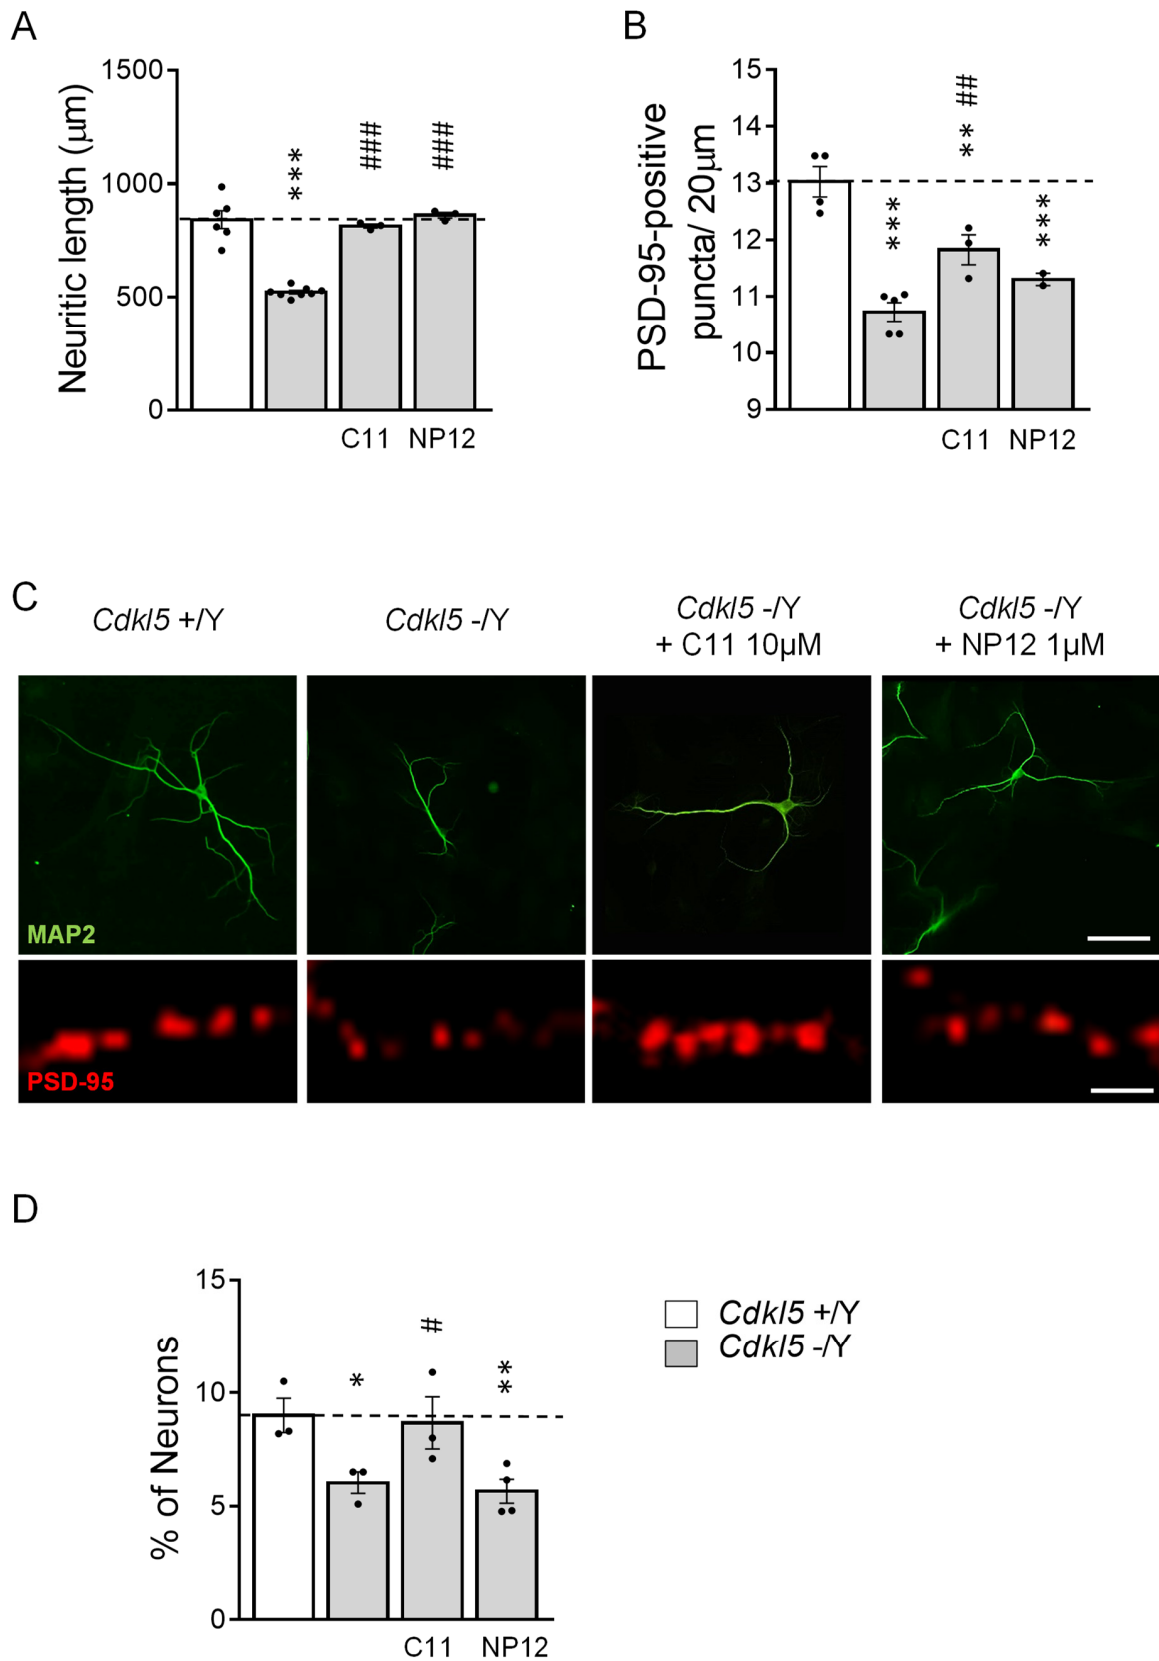 A
Neuritic length (μm)
1500
1000
500
0
***
###
###
C11 NP12
B
PSD-95-positive
puncta/ 20μm
15
14
13
12
11
10
9
***
** ##
***
C11 NP12
C
Cdkl5 +/Y
Cdkl5 -/Y
Cdkl5 -/Y
+ C11 10μM
Cdkl5 -/Y
+ NP12 1μM
MAP2
PSD-95
D
% of Neurons
15
10
5
0
*
#
**
C11 NP12
Cdkl5 +/Y
Cdkl5 -/Y